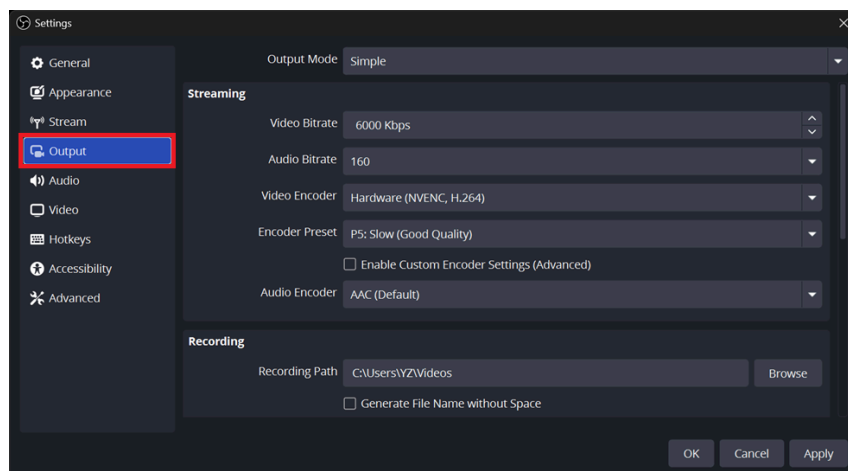 Settings
General
Appearance
Stream
Output
Audio
Video
Hotkeys
Accessibility
Advanced
Output Mode Simple
Streaming
Video Bitrate 6000 Kbps
Audio Bitrate 160
Video Encoder Hardware (NVENC, H.264)
Encoder Preset P5: Slow (Good Quality)
Enable Custom Encoder Settings (Advanced)
Audio Encoder AAC (Default)
Recording
Recording Path C:\Users\YZ\Videos Browse
Generate File Name without Space
OK Cancel Apply